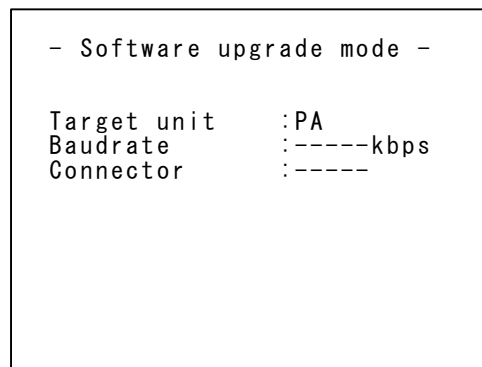 - Software upgrade mode -
Target unit :PA
Baudrate :-----kbps
Connector :-----